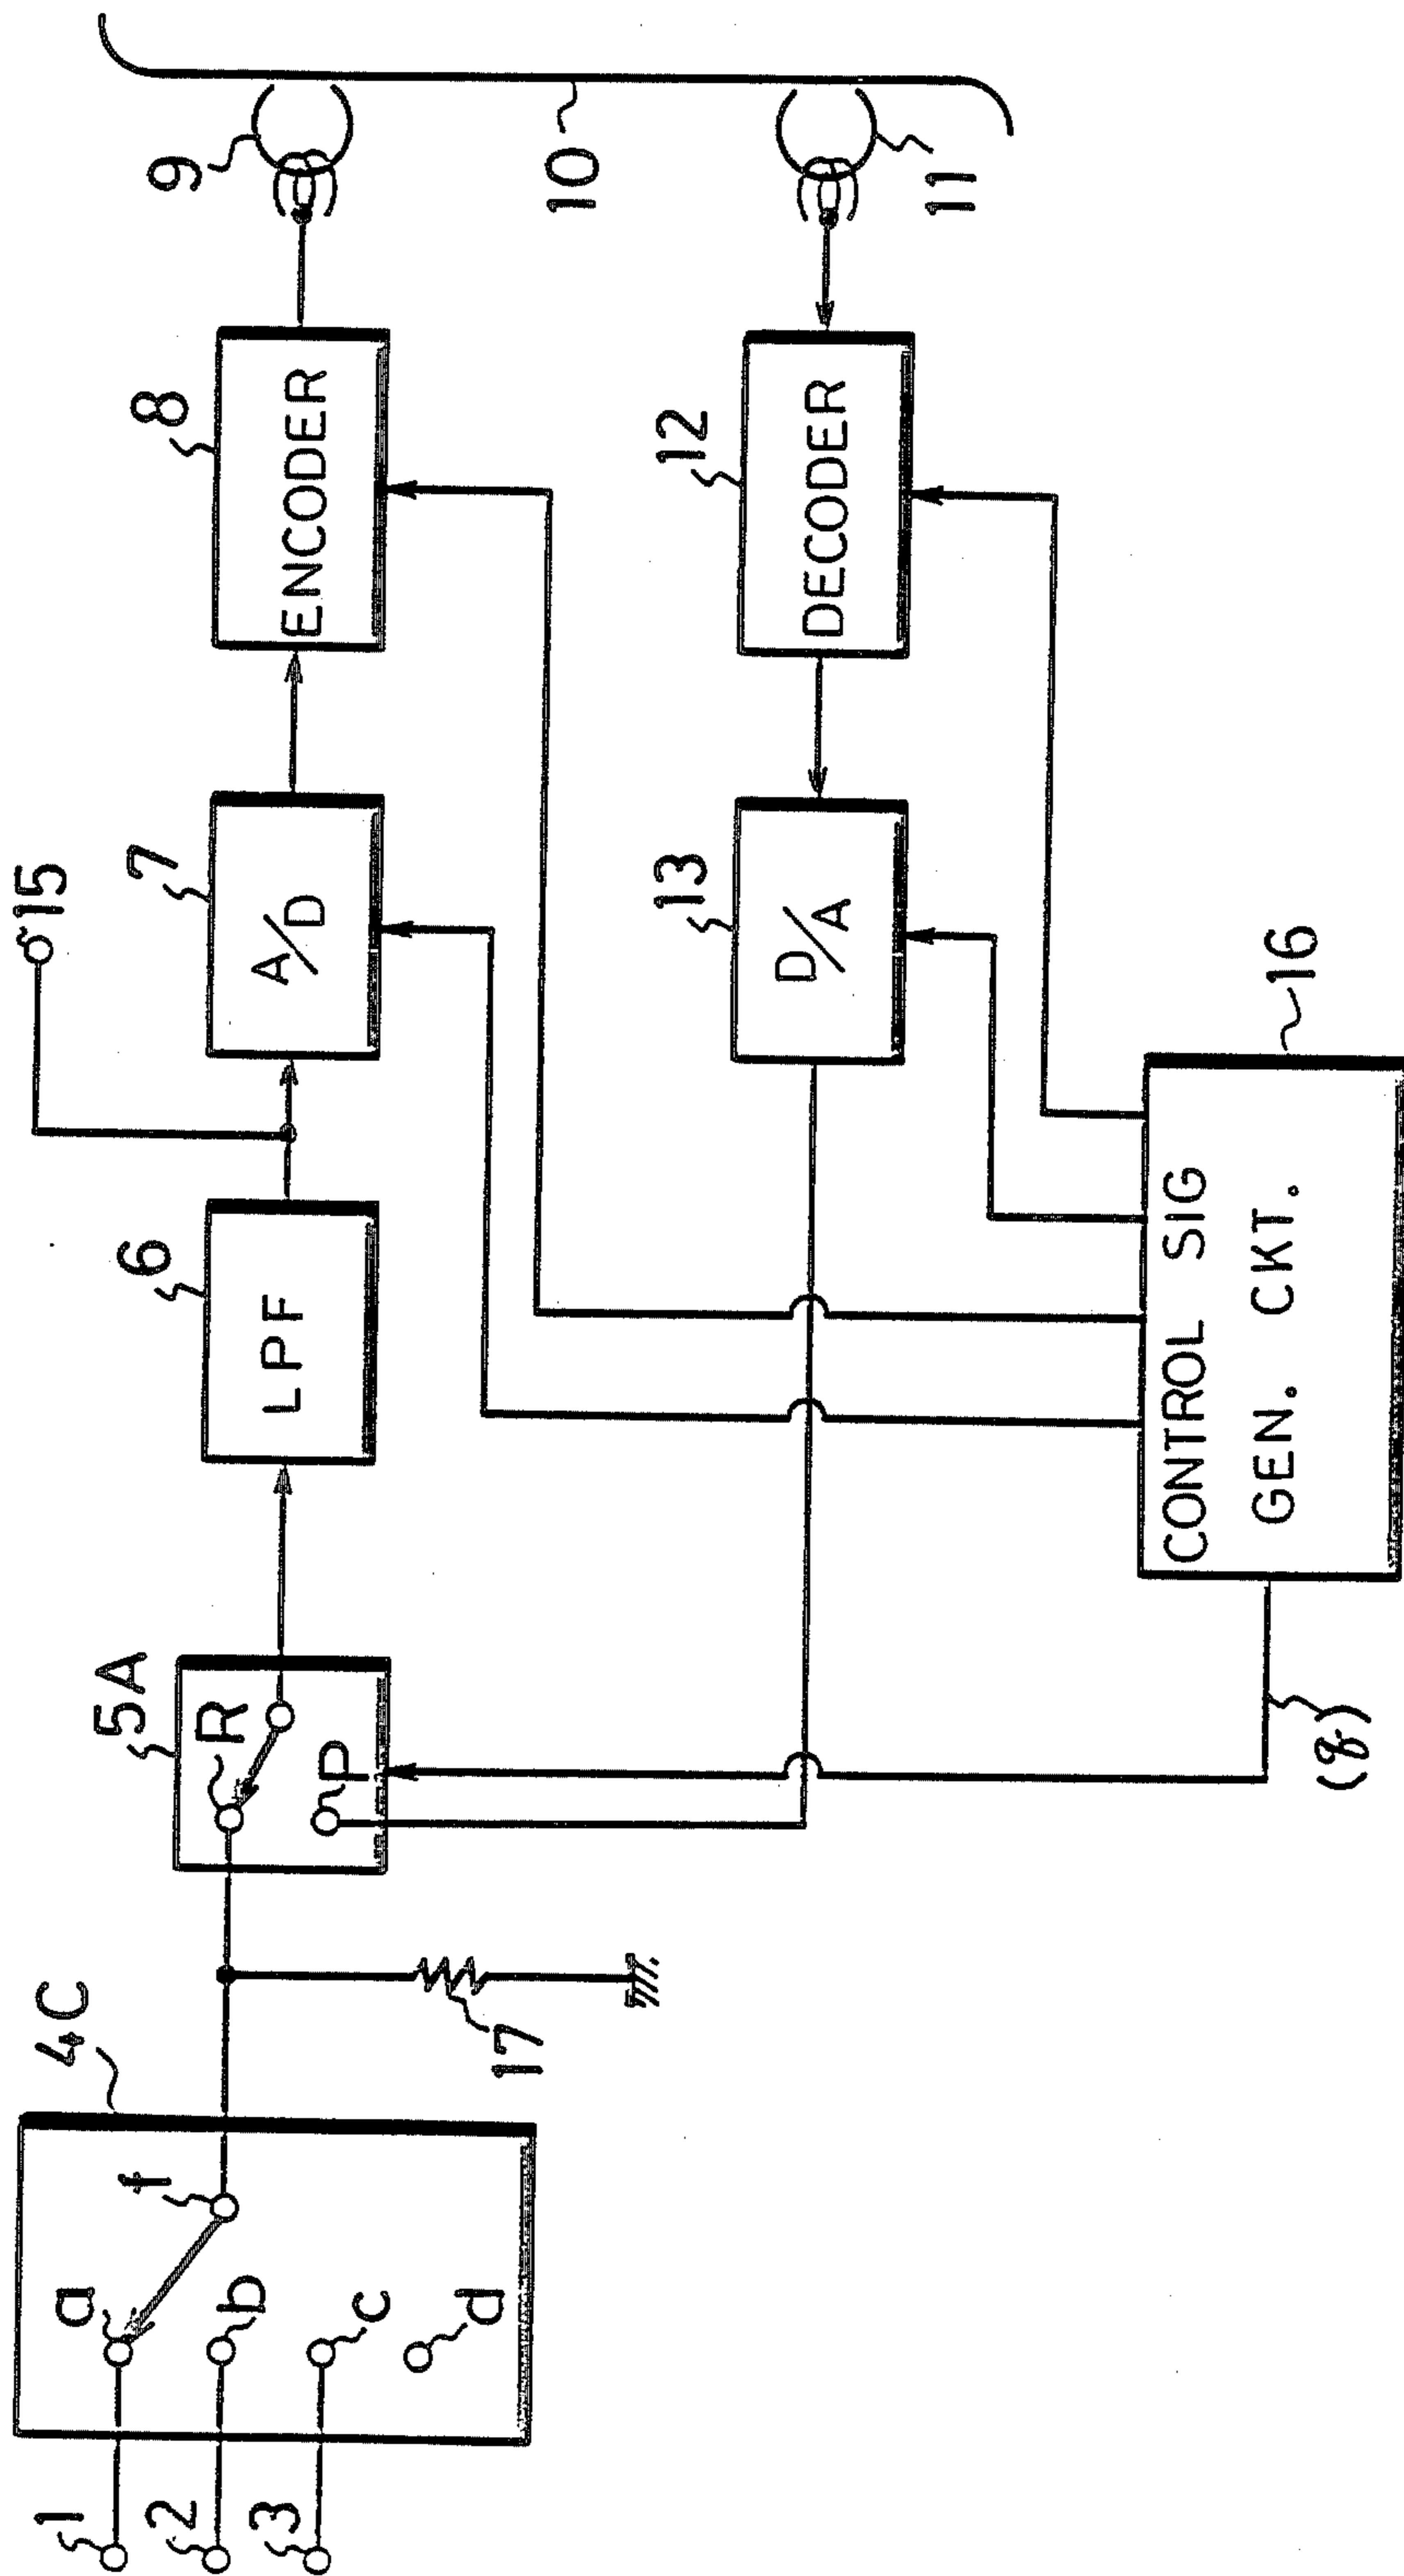 1
2
3
a
b
c
d
f
4C
17
5A
R
P
6
LPF
15
7
A/D
8
ENCODER
9
10
11
12
DECODER
13
D/A
16
CONTROL SIG
GEN. CKT.
(g)